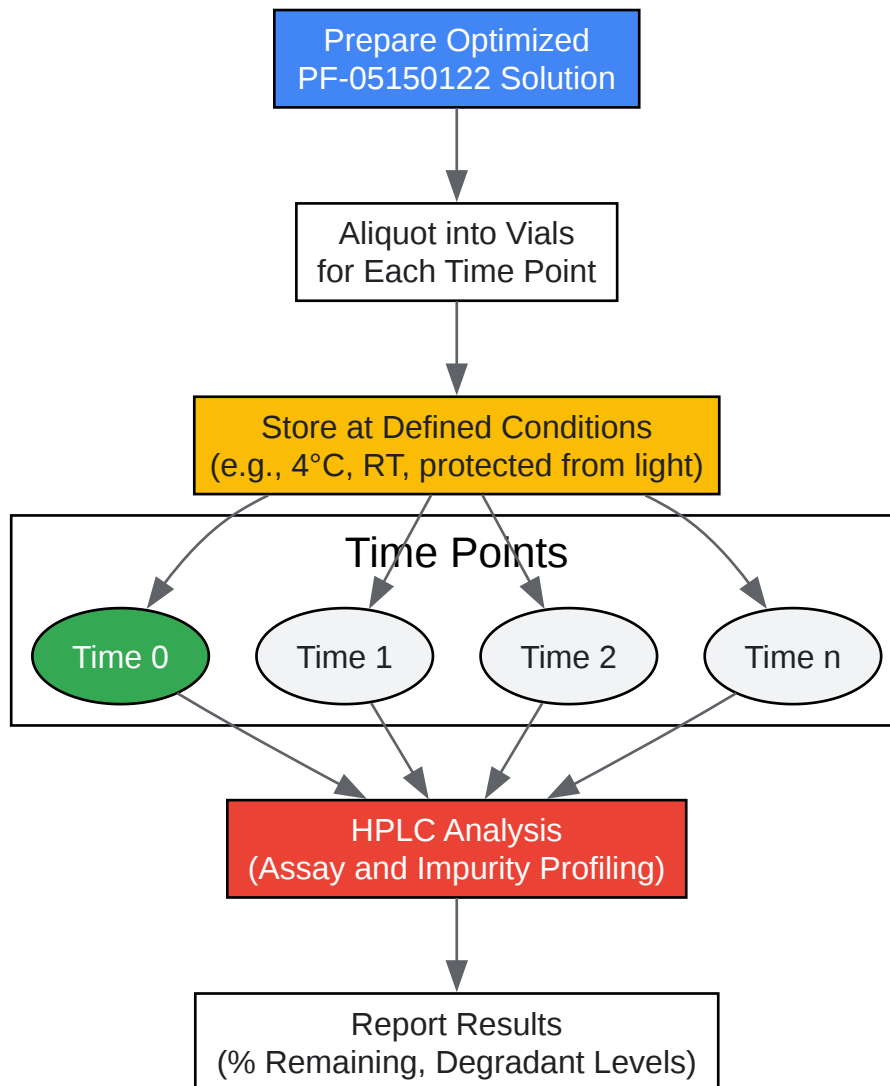 Prepare Optimized
PF-05150122 Solution
Aliquot into Vials
for Each Time Point
Store at Defined Conditions
(e.g., 4°C, RT, protected from light)
Time Points
Time 0
Time 1
Time 2
Time n
HPLC Analysis
(Assay and Impurity Profiling)
Report Results
(% Remaining, Degradant Levels)